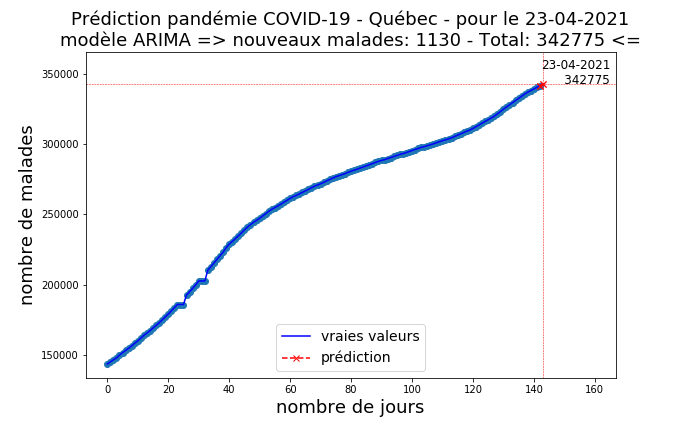 Prédiction pandémie COVID-19 - Québec - pour le 23-04-2021
modèle ARIMA => nouveaux malades: 1130 - Total: 342775 <=
23-04-2021
342775
nombre de malades
350000
300000
250000
200000
150000
vraies valeurs
prédiction
0 20 40 60 80 100 120 140 160
nombre de jours